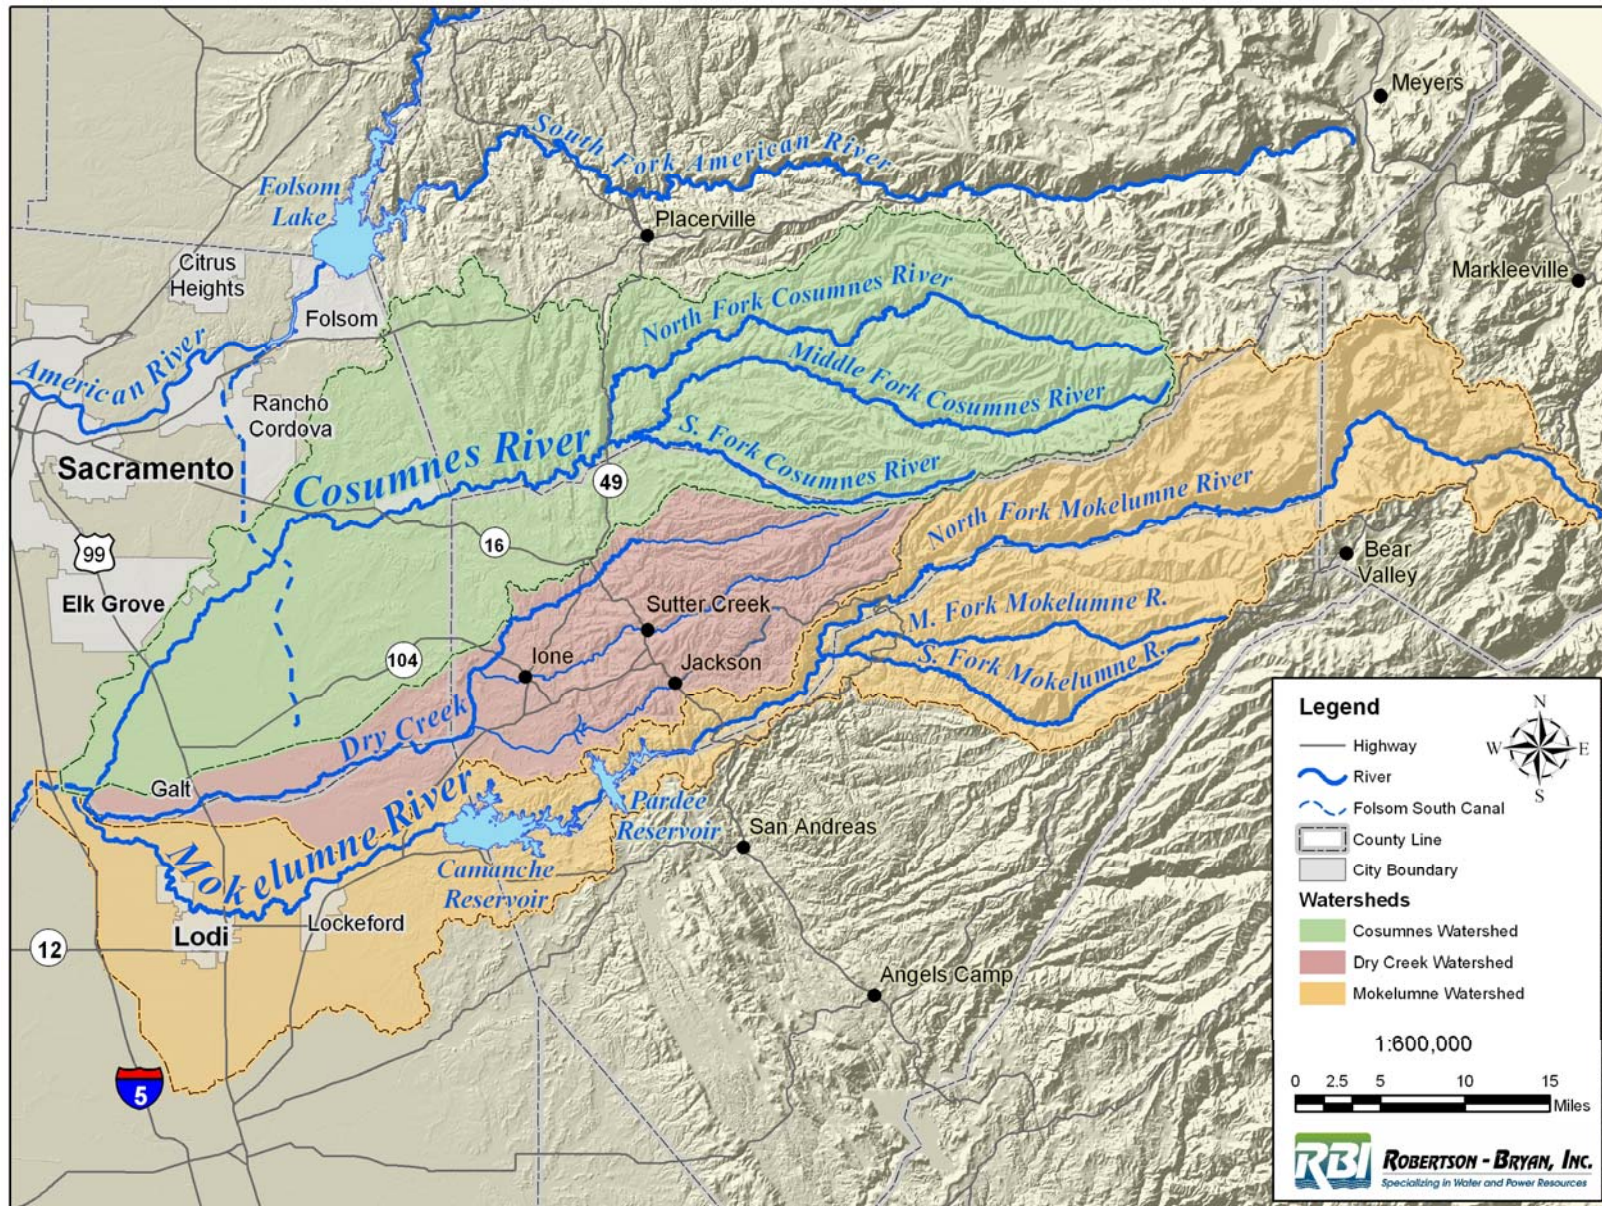 Meyers
South Fork American River
Folsom
Lake
Placerville
Citrus
Heights
Markleeville
Folsom
North Fork Cosumnes River
American River
Middle Fork Cosumnes River
Rancho
Cordova
Sacramento
Cosumnes River
S. Fork Cosumnes River
49
North Fork Mokelumne River
16
99
Bear
Valley
Elk Grove
Sutter Creek
M. Fork Mokelumne R.
104
Ione
Jackson
S. Fork Mokelumne R.
Dry Creek
Galt
Mokelumne River
Pardee
Reservoir
San Andreas
Camanche
Reservoir
Lockeford
Lodi
12
Angels Camp
5
Legend
N
W E
S
Highway
River
Folsom South Canal
County Line
City Boundary
Watersheds
Cosumnes Watershed
Dry Creek Watershed
Mokelumne Watershed
1:600,000
0 2.5 5 10 15
Miles
RBI
ROBERTSON - BRYAN, INC.
Specializing in Water and Power Resources